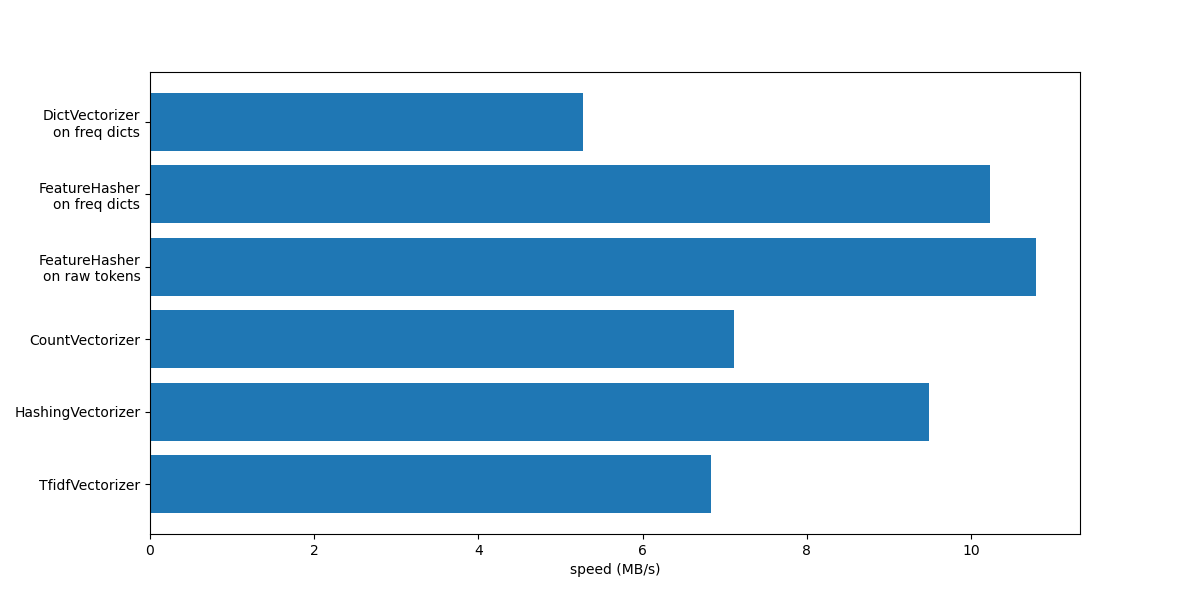 DictVectorizer
on freq dicts
FeatureHasher
on freq dicts
FeatureHasher
on raw tokens
CountVectorizer
HashingVectorizer
TfidfVectorizer
0 2 4 6 8 10
speed (MB/s)